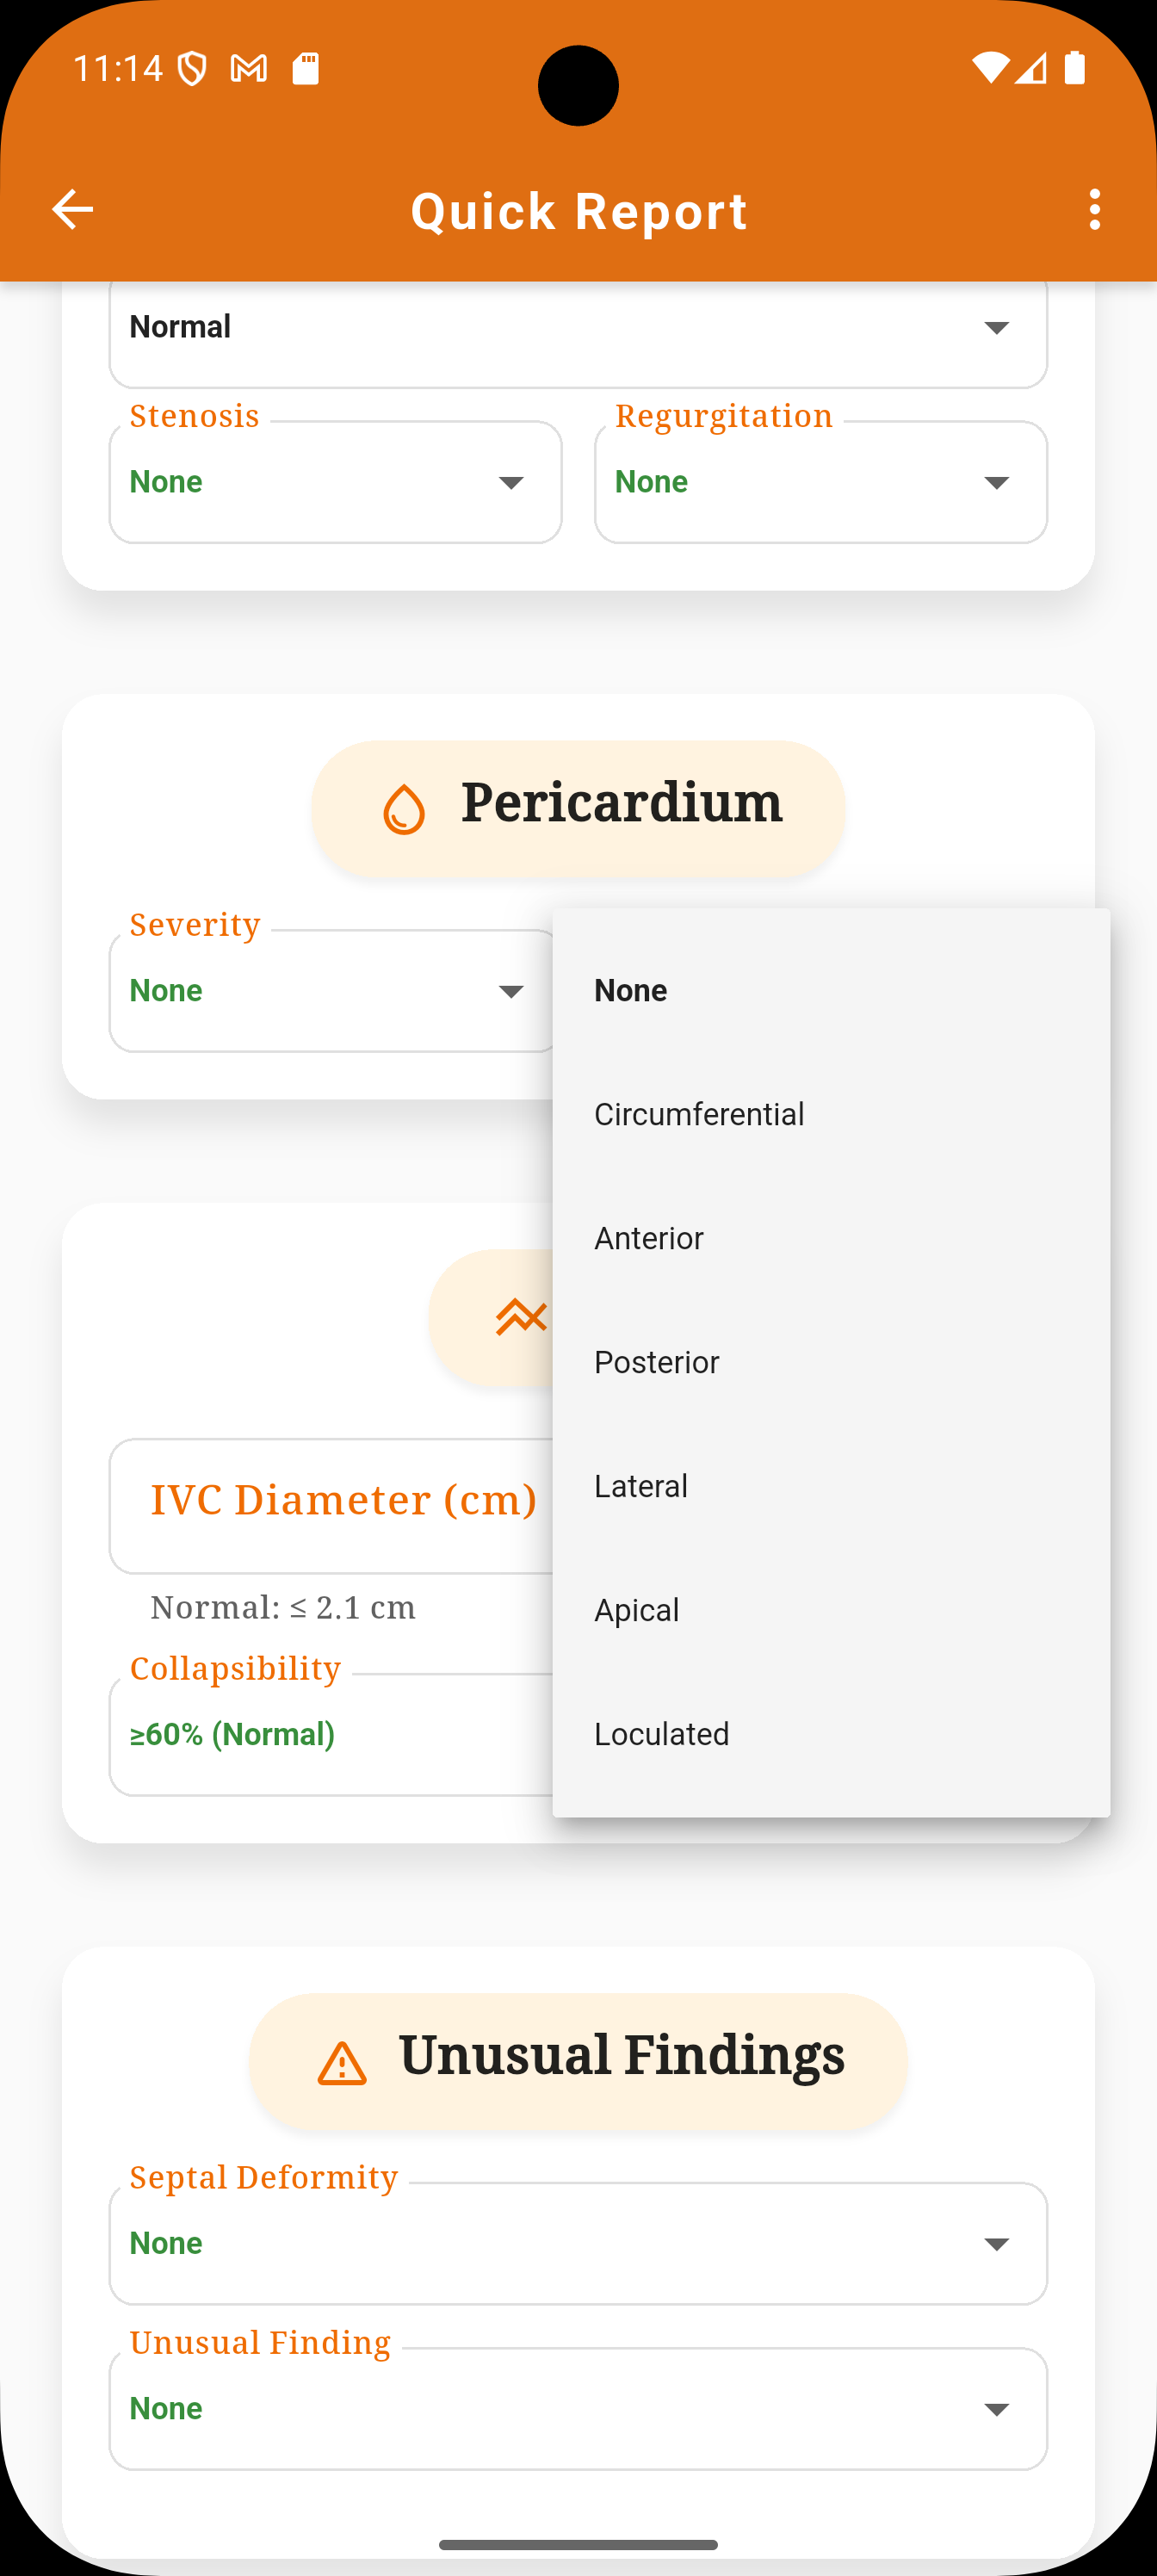 11:14
Quick Report
Normal
Stenosis
Regurgitation
None
None
Pericardium
Severity
None
None
Circumferential
Anterior
Posterior
Lateral
Apical
Loculated
IVC Diameter (cm)
Normal: ≤ 2.1 cm
Collapsibility
≥60% (Normal)
Unusual Findings
Septal Deformity
None
Unusual Finding
None